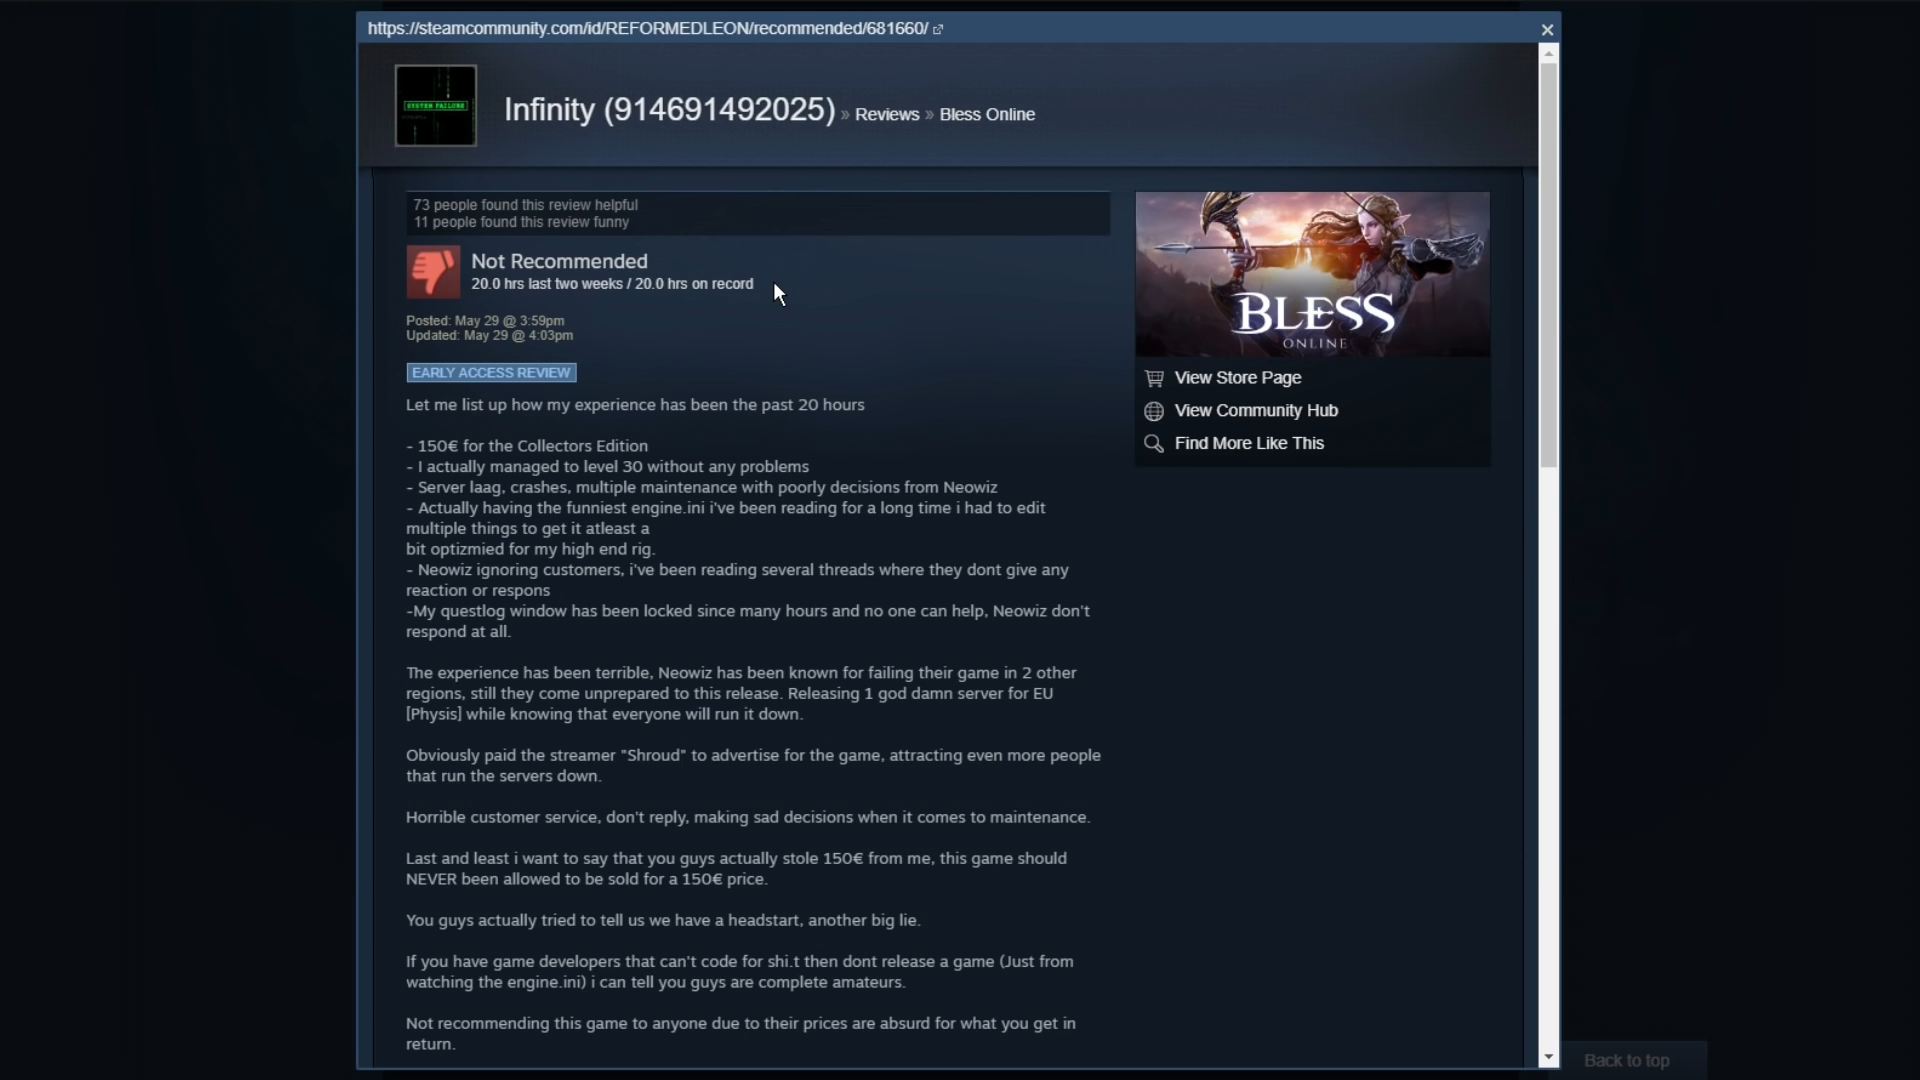 https://steamcommunity.com/id/REFORMEDLEON/recommended/681660/
SYSTEM FAILURE
Infinity (914691492025) » Reviews » Bless Online
73 people found this review helpful
11 people found this review funny
Not Recommended
20.0 hrs last two weeks / 20.0 hrs on record
Posted: May 29 @ 3:59pm
Updated: May 29 @ 4:03pm
EARLY ACCESS REVIEW
Let me list up how my experience has been the past 20 hours
- 150€ for the Collectors Edition
- I actually managed to level 30 without any problems
- Server laag, crashes, multiple maintenance with poorly decisions from Neowiz
- Actually having the funniest engine.ini i've been reading for a long time i had to edit
multiple things to get it atleast a
bit optizmied for my high end rig.
- Neowiz ignoring customers, i've been reading several threads where they dont give any
reaction or respons
-My questlog window has been locked since many hours and no one can help, Neowiz don't
respond at all.
The experience has been terrible, Neowiz has been known for failing their game in 2 other
regions, still they come unprepared to this release. Releasing 1 god damn server for EU
[Physis] while knowing that everyone will run it down.
Obviously paid the streamer "Shroud" to advertise for the game, attracting even more people
that run the servers down.
Horrible customer service, don't reply, making sad decisions when it comes to maintenance.
Last and least i want to say that you guys actually stole 150€ from me, this game should
NEVER been allowed to be sold for a 150€ price.
You guys actually tried to tell us we have a headstart, another big lie.
If you have game developers that can't code for shi.t then dont release a game (Just from
watching the engine.ini) i can tell you guys are complete amateurs.
Not recommending this game to anyone due to their prices are absurd for what you get in
return.
BLESS
ONLINE
View Store Page
View Community Hub
Find More Like This
Back to top